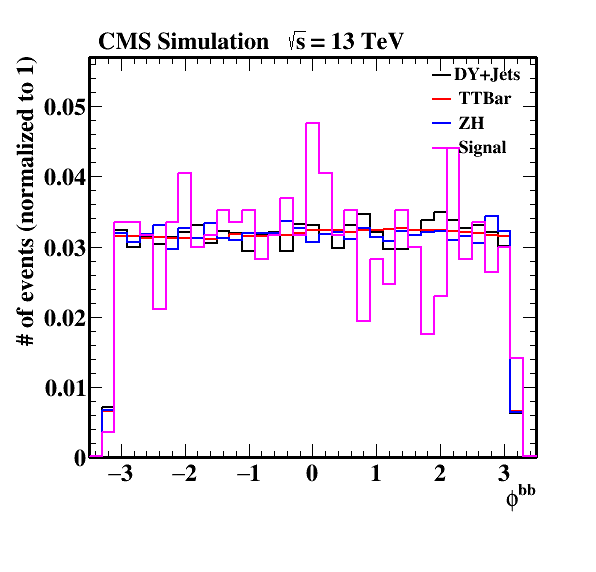 CMS Simulation √s = 13 TeV
# of events (normalized to 1)
0.05
0.04
0.03
0.02
0.01
0
DY+Jets
TTBar
ZH
Signal
−3 −2 −1 0 1 2 3
ϕbb